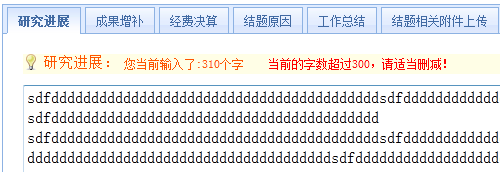 研究进展 成果增补 经费决算 结题原因 工作总结 结题相关附件上传
研究进展： 您当前输入了:310个字 当前的字数超过300，请适当删减!
sdfdddddddddddddddddddddddddddddddddddddddddsdfdddddddddddd
sdfddddddddddddddddddddddddddddddddddddddddd
sdfdddddddddddddddddddddddddddddddddddddddddsdfdddddddddddd
ddddddddddddddddddddddddddddddddddddddsdfdddddddddddddddddd